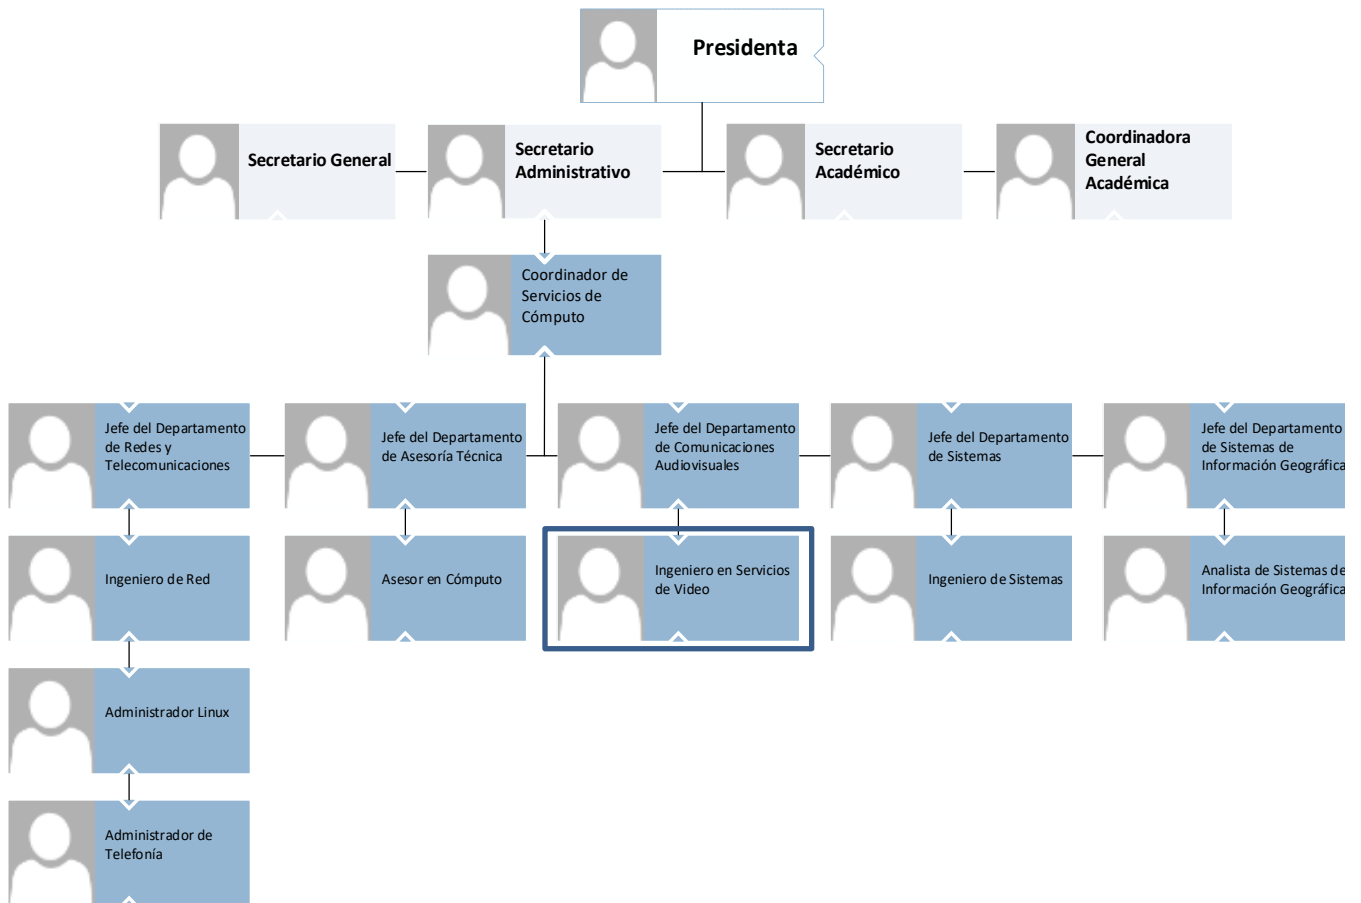 Presidenta
Secretario General
Secretario
Administrativo
Secretario
Académico
Coordinadora
General
Académica
Coordinador de
Servicios de
Cómputo
Jefe del Departamento
de Redes y
Telecomunicaciones
Jefe del Departamento
de Asesoría Técnica
Jefe del Departamento
de Comunicaciones
Audiovisuales
Jefe del Departamento
de Sistemas
Jefe del Departamento
de Sistemas de
Información Geográfica
Ingeniero de Red
Asesor en Cómputo
Ingeniero en Servicios
de Video
Ingeniero de Sistemas
Analista de Sistemas de
Información Geográfica
Administrador Linux
Administrador de
Telefonía